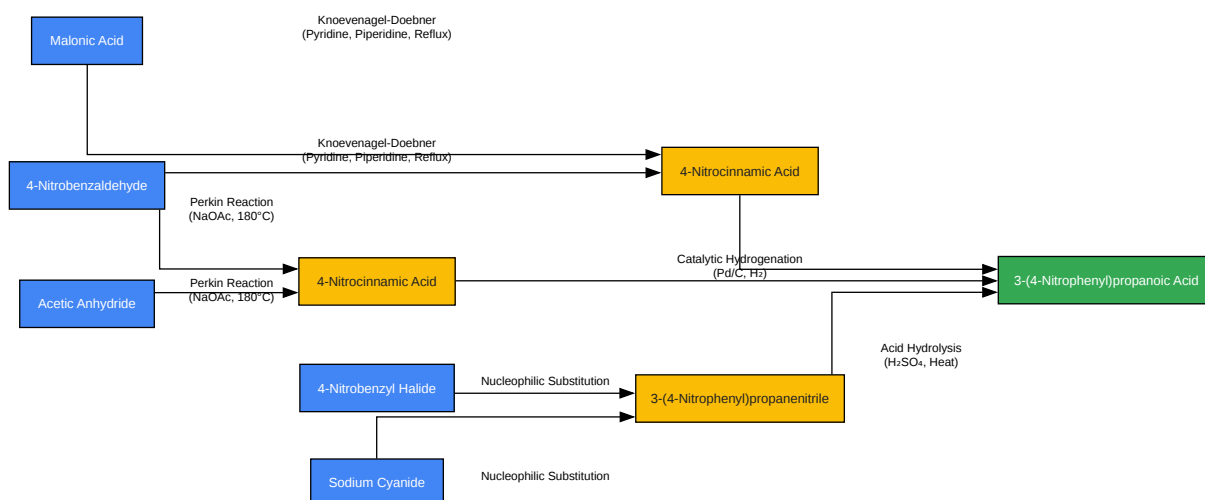 Knoevenagel-Doebner
(Pyridine, Piperidine, Reflux)
Malonic Acid
Knoevenagel-Doebner
(Pyridine, Piperidine, Reflux)
4-Nitrocinnamic Acid
4-Nitrobenzaldehyde
Perkin Reaction
(NaOAc, 180°C)
Catalytic Hydrogenation
(Pd/C, H₂)
4-Nitrocinnamic Acid
3-(4-Nitrophenyl)propanoic Acid
Perkin Reaction
(NaOAc, 180°C)
Acetic Anhydride
Acid Hydrolysis
(H₂SO₄, Heat)
4-Nitrobenzyl Halide
Nucleophilic Substitution
3-(4-Nitrophenyl)propanenitrile
Sodium Cyanide
Nucleophilic Substitution